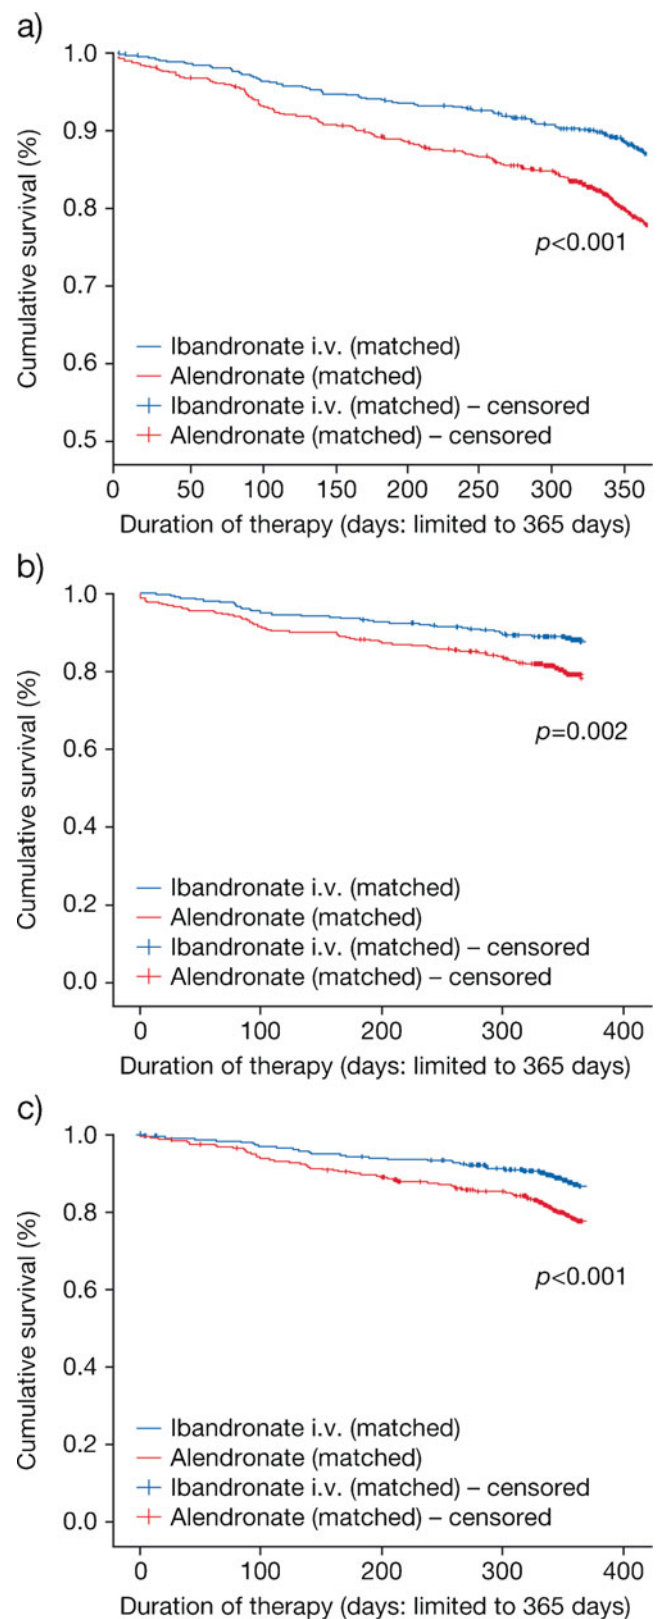 a)
1.0
0.9
0.8
0.7
0.6
0.5
Cumulative survival (%)
p<0.001
Ibandronate i.v. (matched)
Alendronate (matched)
Ibandronate i.v. (matched) – censored
Alendronate (matched) – censored
0 50 100 150 200 250 300 350
Duration of therapy (days: limited to 365 days)
b)
1.0
0.8
0.6
0.4
0.2
0.0
Cumulative survival (%)
p=0.002
Ibandronate i.v. (matched)
Alendronate (matched)
Ibandronate i.v. (matched) – censored
Alendronate (matched) – censored
0 100 200 300 400
Duration of therapy (days: limited to 365 days)
c)
1.0
0.8
0.6
0.4
0.2
0.0
Cumulative survival (%)
p<0.001
Ibandronate i.v. (matched)
Alendronate (matched)
Ibandronate i.v. (matched) – censored
Alendronate (matched) – censored
0 100 200 300 400
Duration of therapy (days: limited to 365 days)